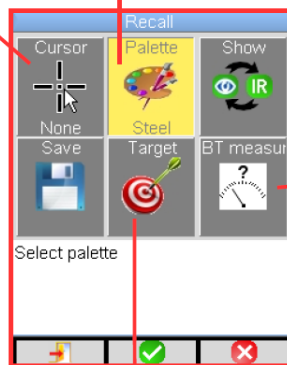 Recall
Cursor Palette Show
IR
None Steel
Save Target BT measur
?
Select palette